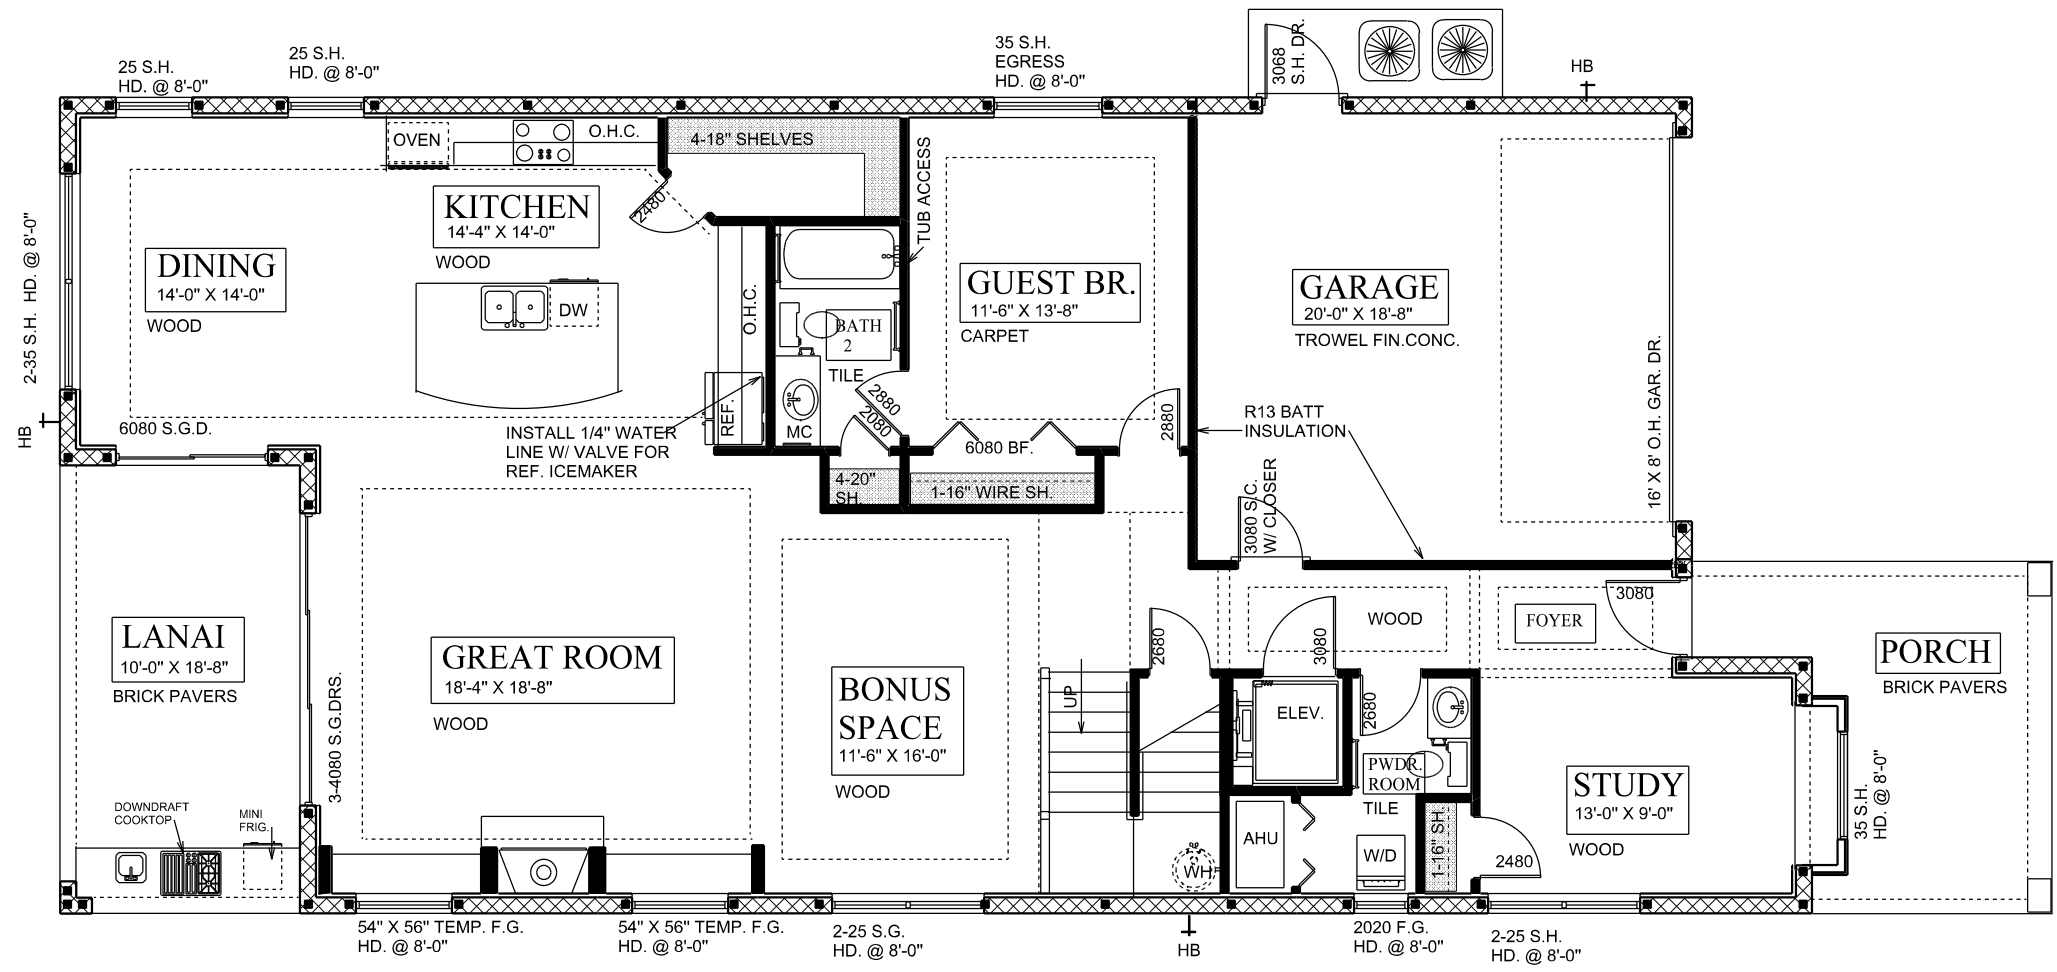 25 S.H.
HD. @ 8'-0"
25 S.H.
HD. @ 8'-0"
35 S.H.
EGRESS
HD. @ 8'-0"
3068
S.H. DR.
HB
OVEN
O.H.C.
4-18" SHELVES
TUB ACCESS
2480
KITCHEN
14'-4" X 14'-0"
WOOD
DINING
14'-0" X 14'-0"
WOOD
2-35 S.H. HD. @ 8'-0"
DW
O.H.C.
BATH
2
TILE
GUEST BR.
11'-6" X 13'-8"
CARPET
GARAGE
20'-0" X 18'-8"
TROWEL FIN.CONC.
16' X 8' O.H. GAR. DR.
REF.
MC
2880
2080
2880
HB
6080 S.G.D.
INSTALL 1/4" WATER
LINE W/ VALVE FOR
REF. ICEMAKER
6080 BF.
R13 BATT
INSULATION
4-20"
SH.
1-16" WIRE SH.
3080 S.C.
W/ CLOSER
LANAI
10'-0" X 18'-8"
BRICK PAVERS
3-4080 S.G.DRS.
GREAT ROOM
18'-4" X 18'-8"
WOOD
BONUS
SPACE
11'-6" X 16'-0"
WOOD
UP
2680
3080
WOOD
FOYER
3080
PORCH
BRICK PAVERS
ELEV.
2680
PWDR.
ROOM
TILE
STUDY
13'-0" X 9'-0"
WOOD
35 S.H.
HD. @ 8'-0"
DOWNDRAFT
COOKTOP
MINI
FRIG.
AHU
WH
W/D
1-16" SH.
2480
54" X 56" TEMP. F.G.
HD. @ 8'-0"
54" X 56" TEMP. F.G.
HD. @ 8'-0"
2-25 S.G.
HD. @ 8'-0"
HB
2020 F.G.
HD. @ 8'-0"
2-25 S.H.
HD. @ 8'-0"